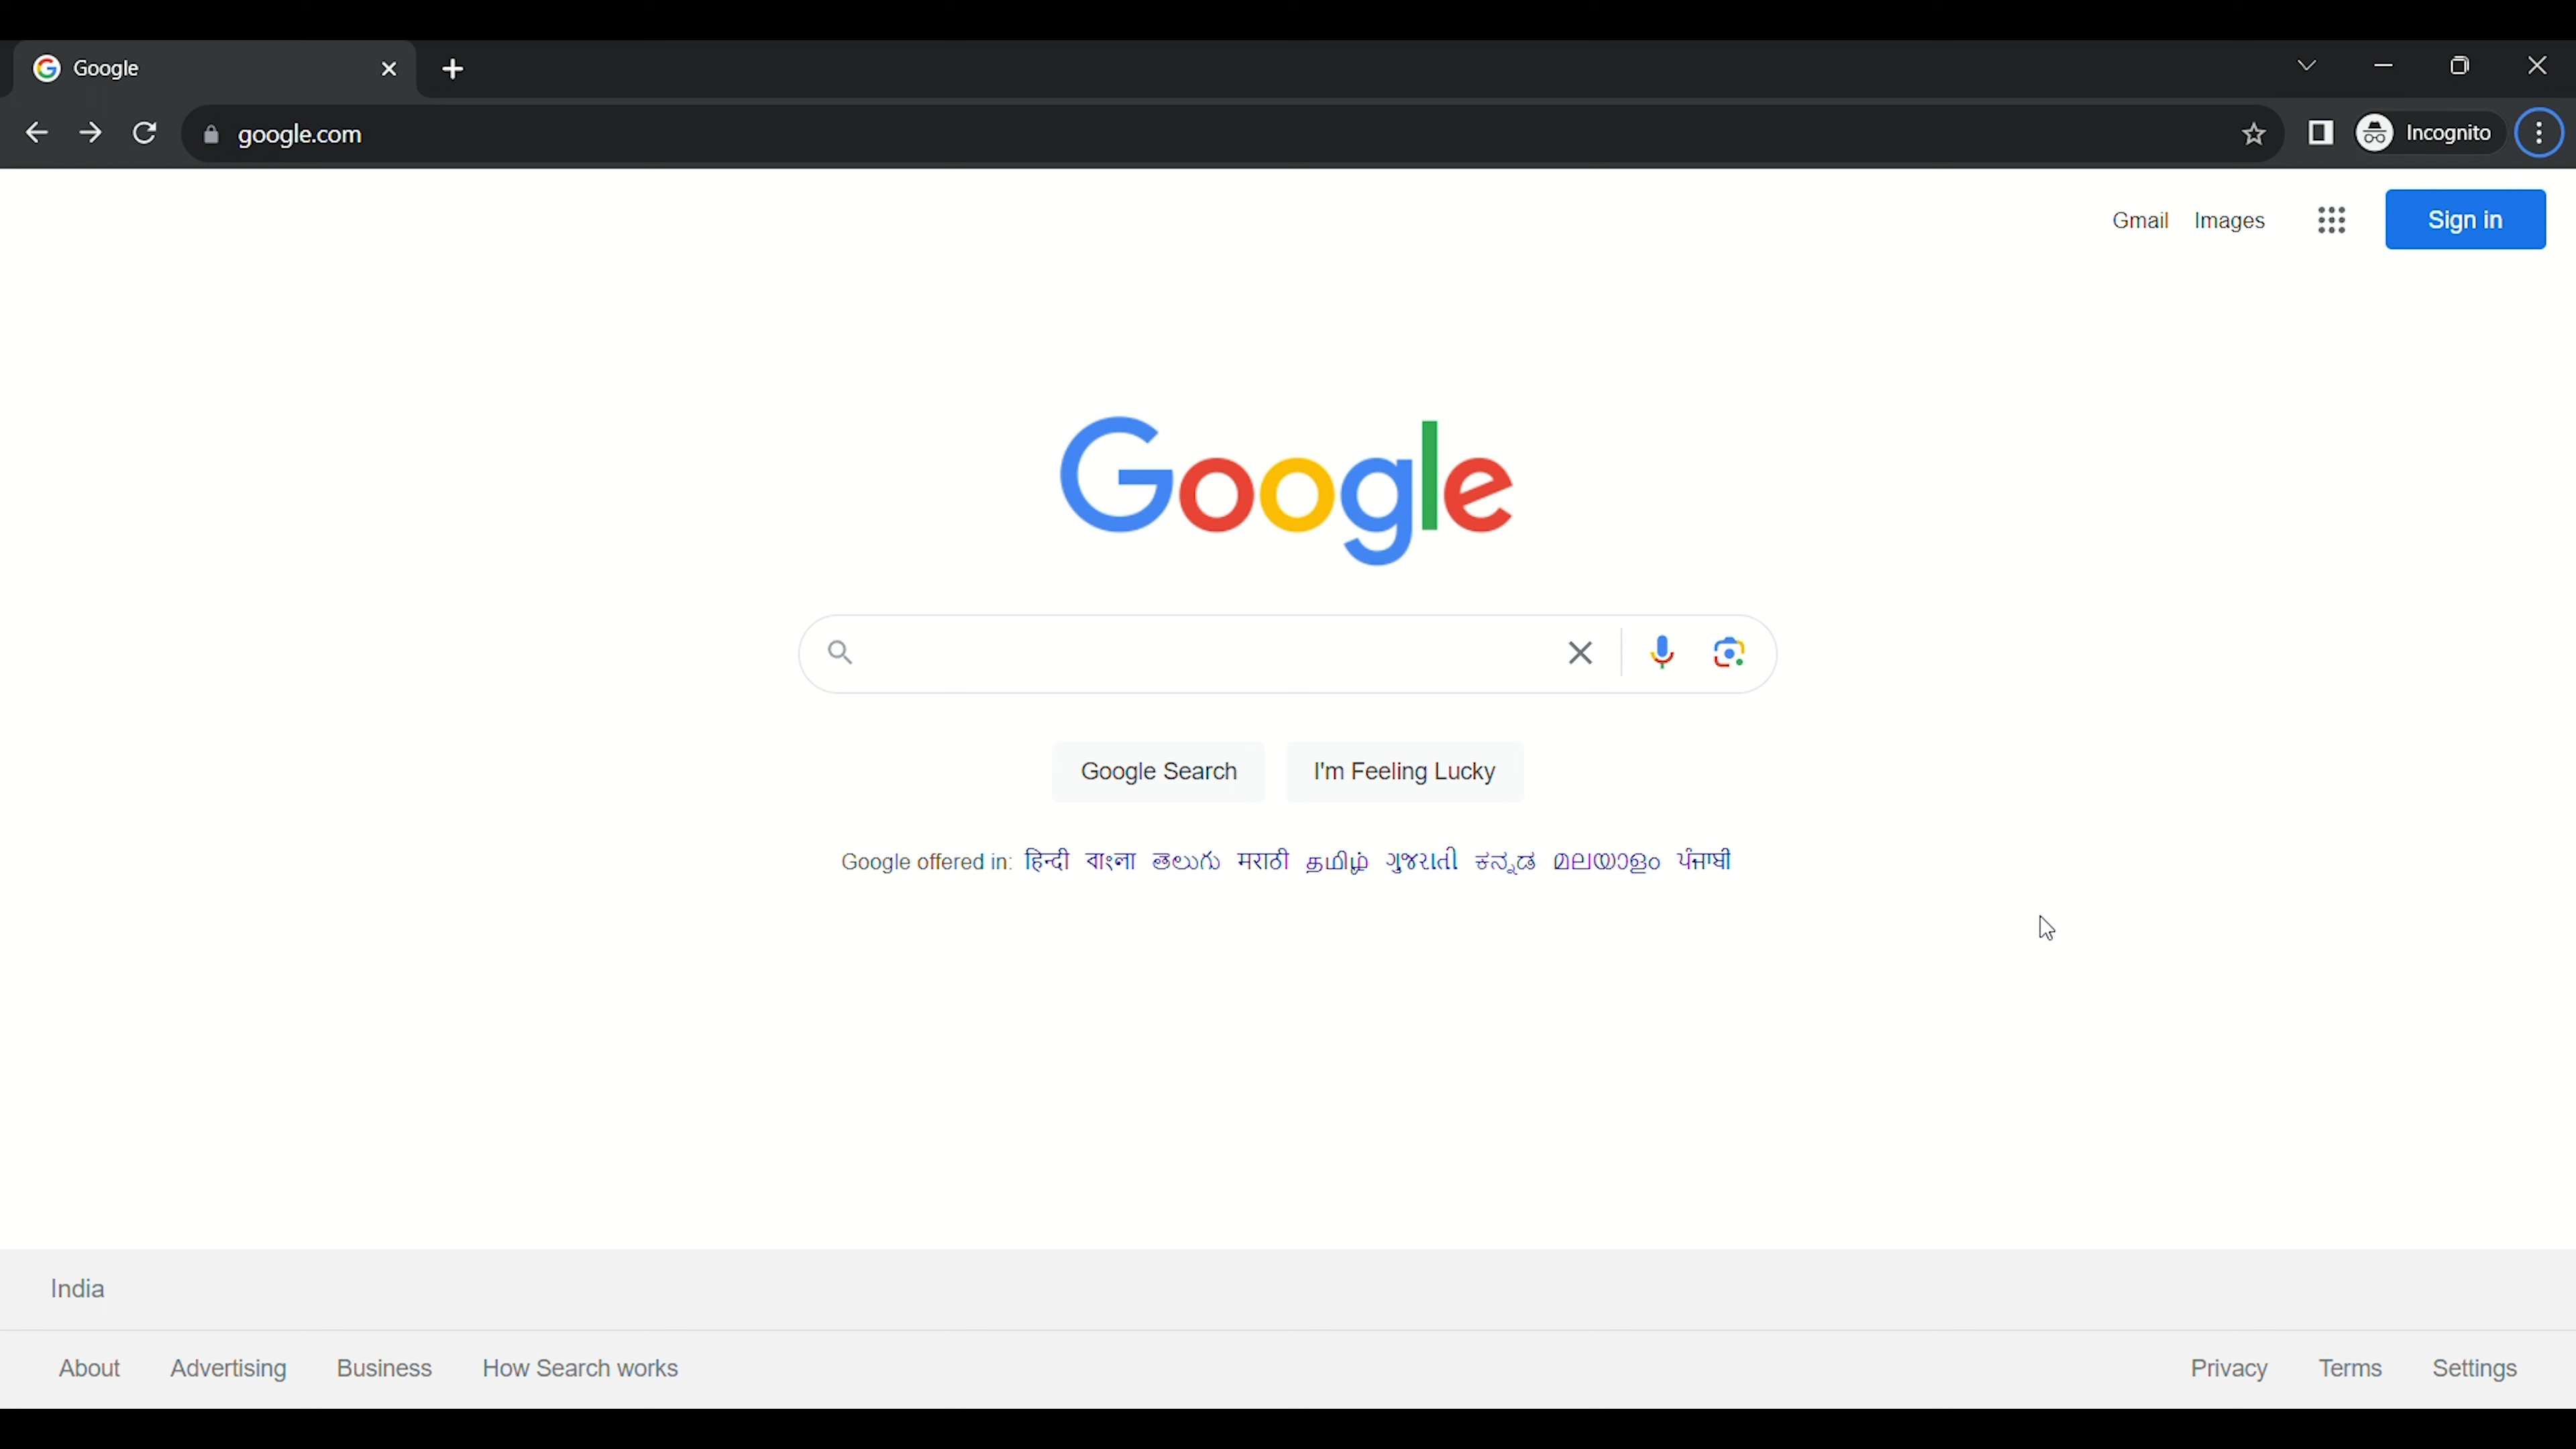 Google
google.com
Incognito
Gmail Images Sign in
Google
Google Search I'm Feeling Lucky
Google offered in: हिन्दी বাংলা తెలుగు मराठी தமிழ் ગુજરાતી ಕನ್ನಡ മലയാളം ਪੰਜਾਬੀ
India
About Advertising Business How Search works Privacy Terms Settings